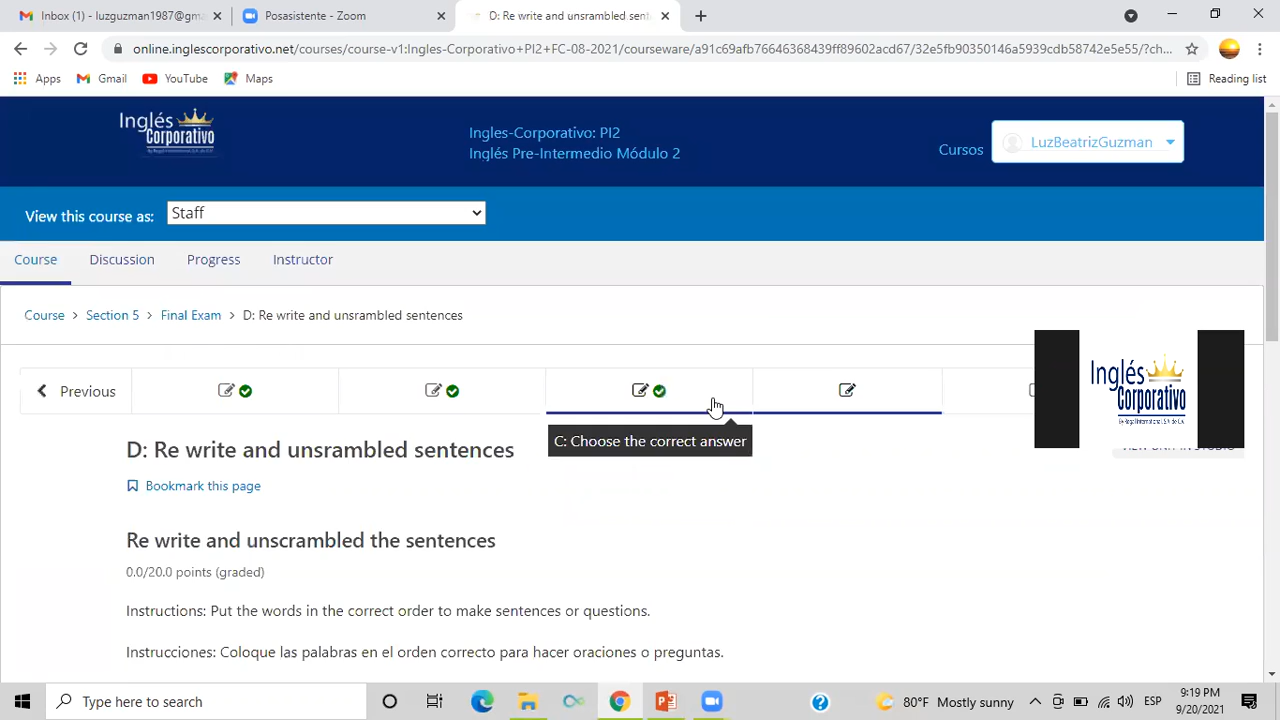 Inbox (1) - luzguzman1987@gma
Posasistente - Zoom
D: Re write and unsrambled sent
online.inglescorporativo.net/courses/course-v1:Ingles-Corporativo+PI2+FC-08-2021/courseware/a91c69afb76646368439ff89602acd67/32e5fb90350146a5939cdb58742e5e55/?ch...
Apps
Gmail
YouTube
Maps
Reading list
Inglés
Corporativo
Ingles-Corporativo: PI2
Inglés Pre-Intermedio Módulo 2
Cursos
LuzBeatrizGuzman
View this course as:
Staff
Course
Discussion
Progress
Instructor
Course > Section 5 > Final Exam > D: Re write and unsrambled sentences
Previous
Inglés
Corporativo
C: Choose the correct answer
D: Re write and unsrambled sentences
Bookmark this page
Re write and unscrambled the sentences
0.0/20.0 points (graded)
Instructions: Put the words in the correct order to make sentences or questions.
Instrucciones: Coloque las palabras en el orden correcto para hacer oraciones o preguntas.
Type here to search
80°F Mostly sunny
ESP
9:19 PM
9/20/2021